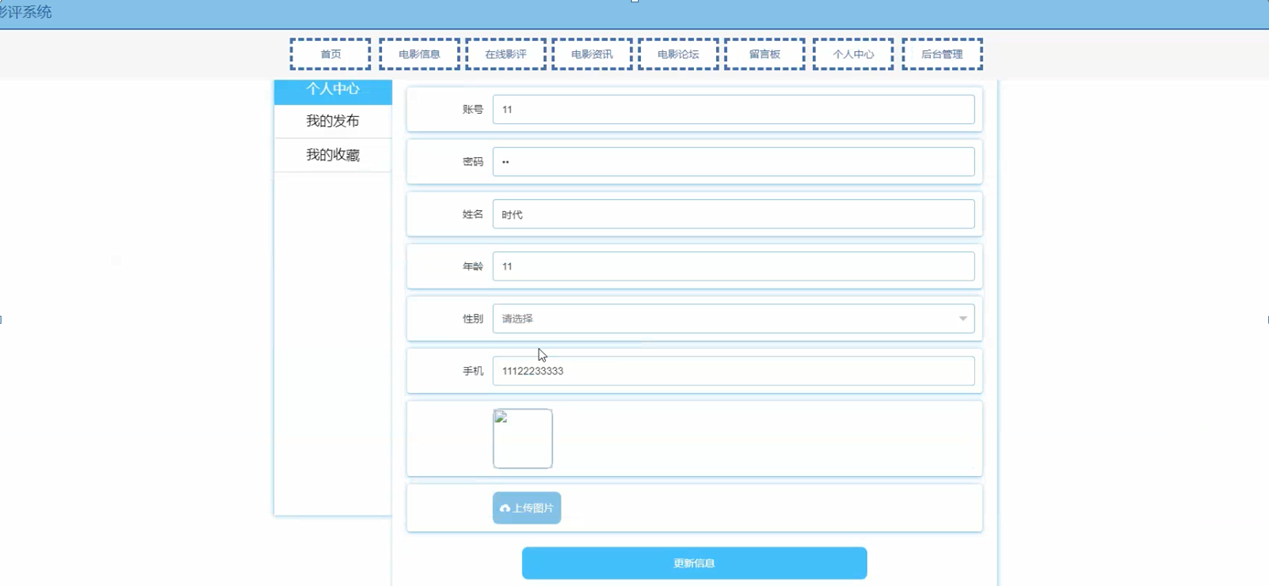 影评系统
首页 电影信息 在线影评 电影资讯 电影论坛 留言板 个人中心 后台管理
个人中心
我的发布
我的收藏
账号 11
密码 ••
姓名 时代
年龄 11
性别 请选择
手机 11122233333
上传图片
更新信息